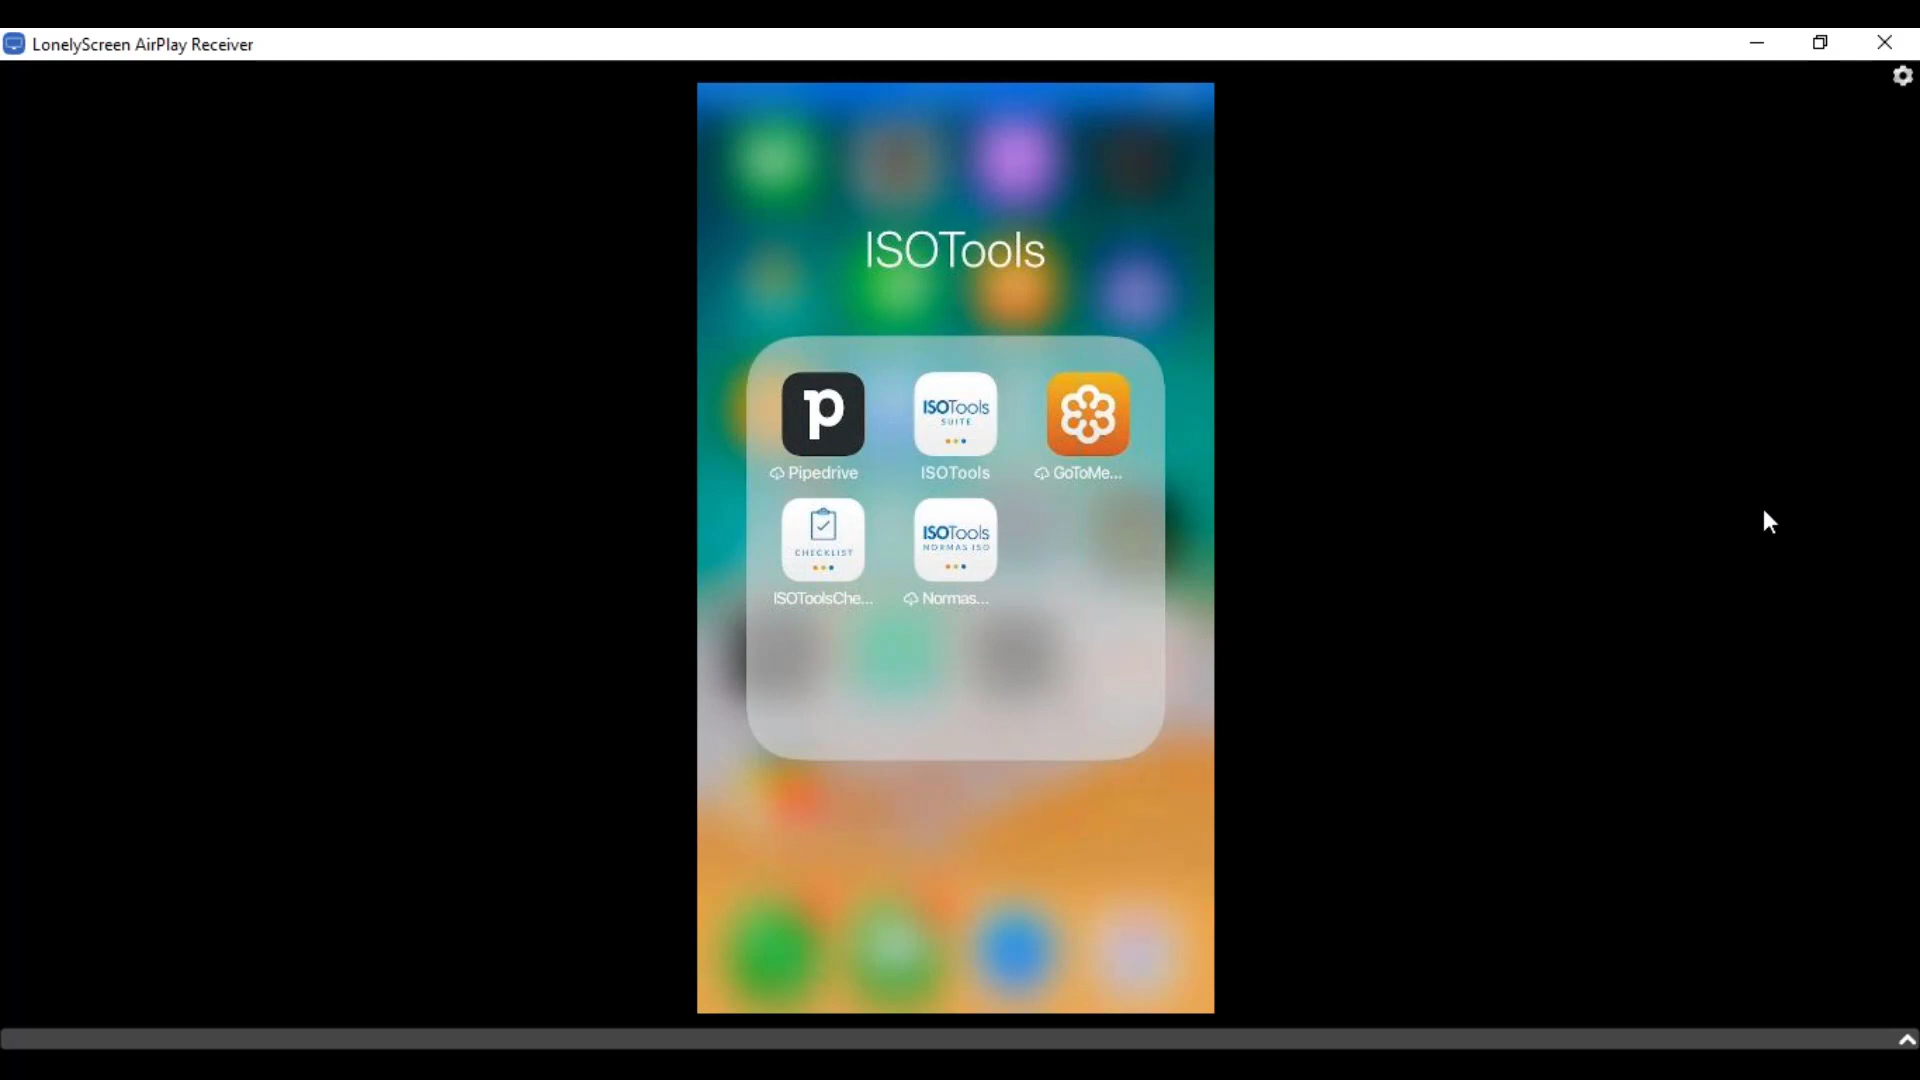 LonelyScreen AirPlay Receiver
ISOTools
p
ISOTools
SUITE
Pipedrive
ISOTools
GoToMe...
CHECKLIST
ISOTools
NORMAS ISO
ISOToolsChe...
Normas...